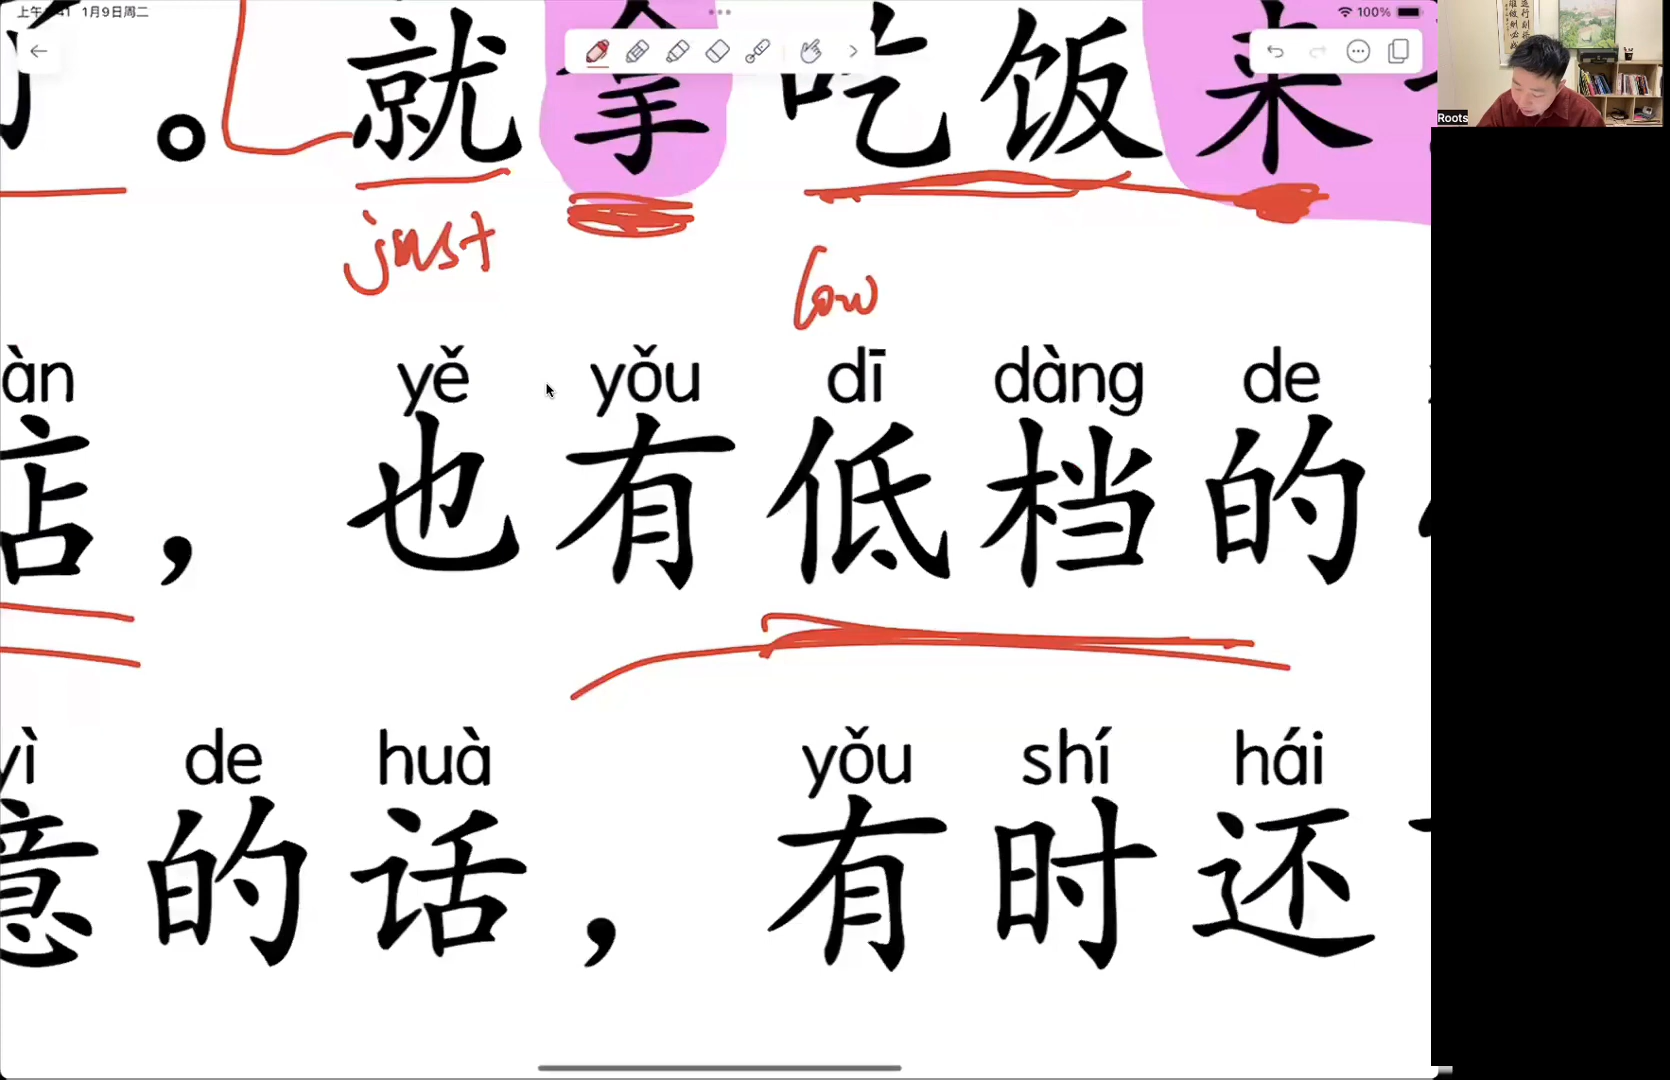 1月9日周二
100%
。就拿吃饭来
just
low
àn yě yǒu dī dàng de
店，也有低档的
yì de huà yǒu shí hái
意的话，有时还
Roots